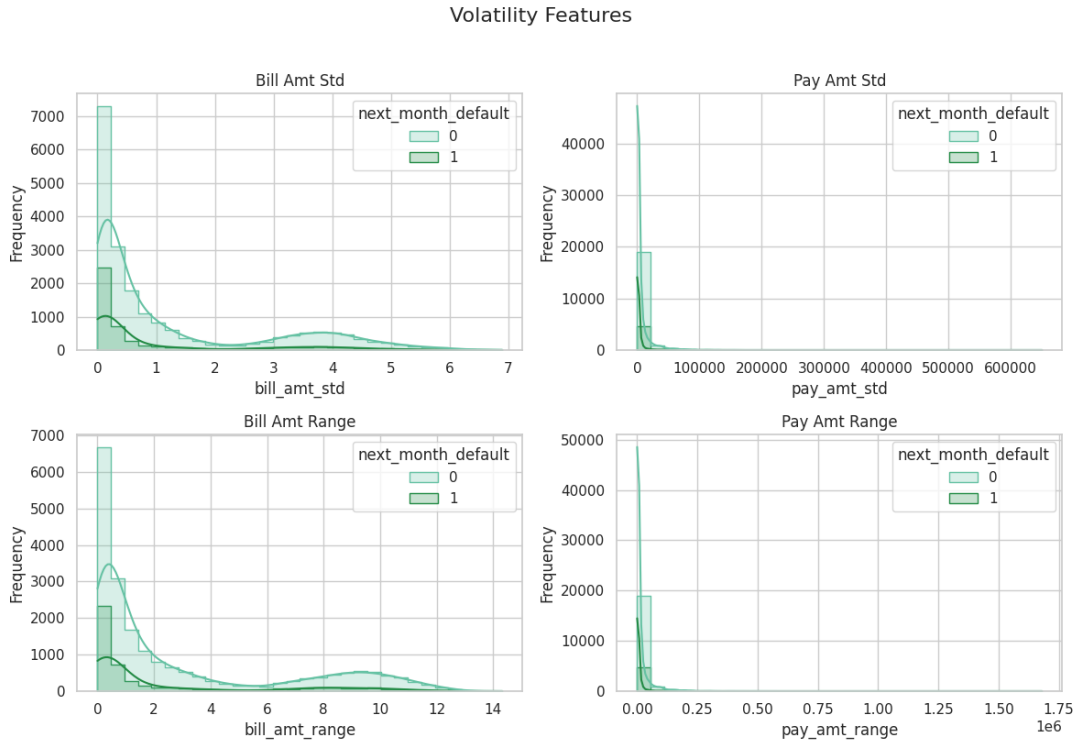 Volatility Features
Bill Amt Std
Frequency
7000
6000
5000
4000
3000
2000
1000
0
0 1 2 3 4 5 6 7
bill_amt_std
next_month_default
0
1
Pay Amt Std
Frequency
40000
30000
20000
10000
0
0 100000 200000 300000 400000 500000 600000
pay_amt_std
next_month_default
0
1
Bill Amt Range
Frequency
7000
6000
5000
4000
3000
2000
1000
0
0 2 4 6 8 10 12 14
bill_amt_range
next_month_default
0
1
Pay Amt Range
Frequency
50000
40000
30000
20000
10000
0
0.00 0.25 0.50 0.75 1.00 1.25 1.50 1.75
1e6
pay_amt_range
next_month_default
0
1